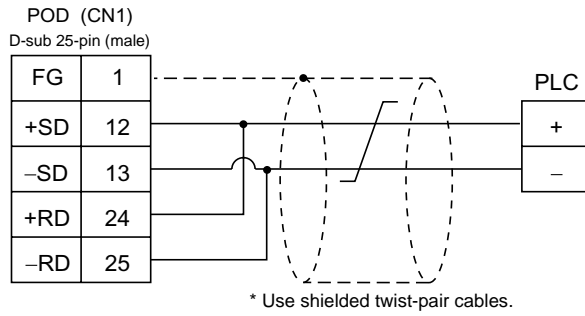 POD (CN1)
D-sub 25-pin (male)
FG 1
PLC
+SD 12
+
−SD 13
−
+RD 24
−RD 25
* Use shielded twist-pair cables.